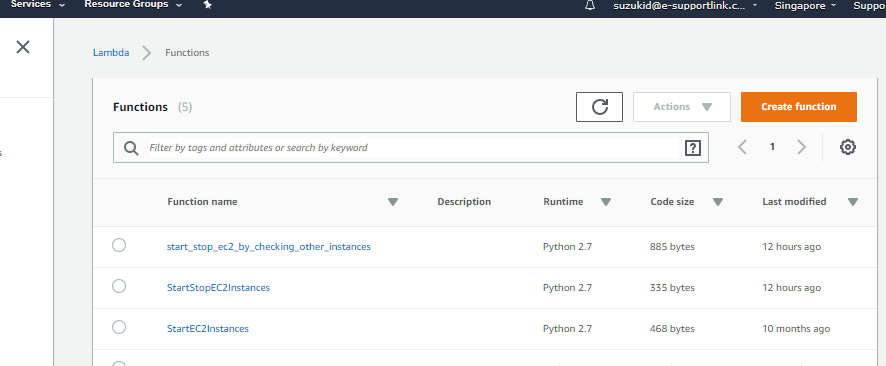 Services Resource Groups suzukid@e-supportlink.c... Singapore Suppo
Lambda Functions
Functions (5) Actions Create function
Filter by tags and attributes or search by keyword ? 1
Function name Description Runtime Code size Last modified
start_stop_ec2_by_checking_other_instances Python 2.7 885 bytes 12 hours ago
StartStopEC2Instances Python 2.7 335 bytes 12 hours ago
StartEC2Instances Python 2.7 468 bytes 10 months ago